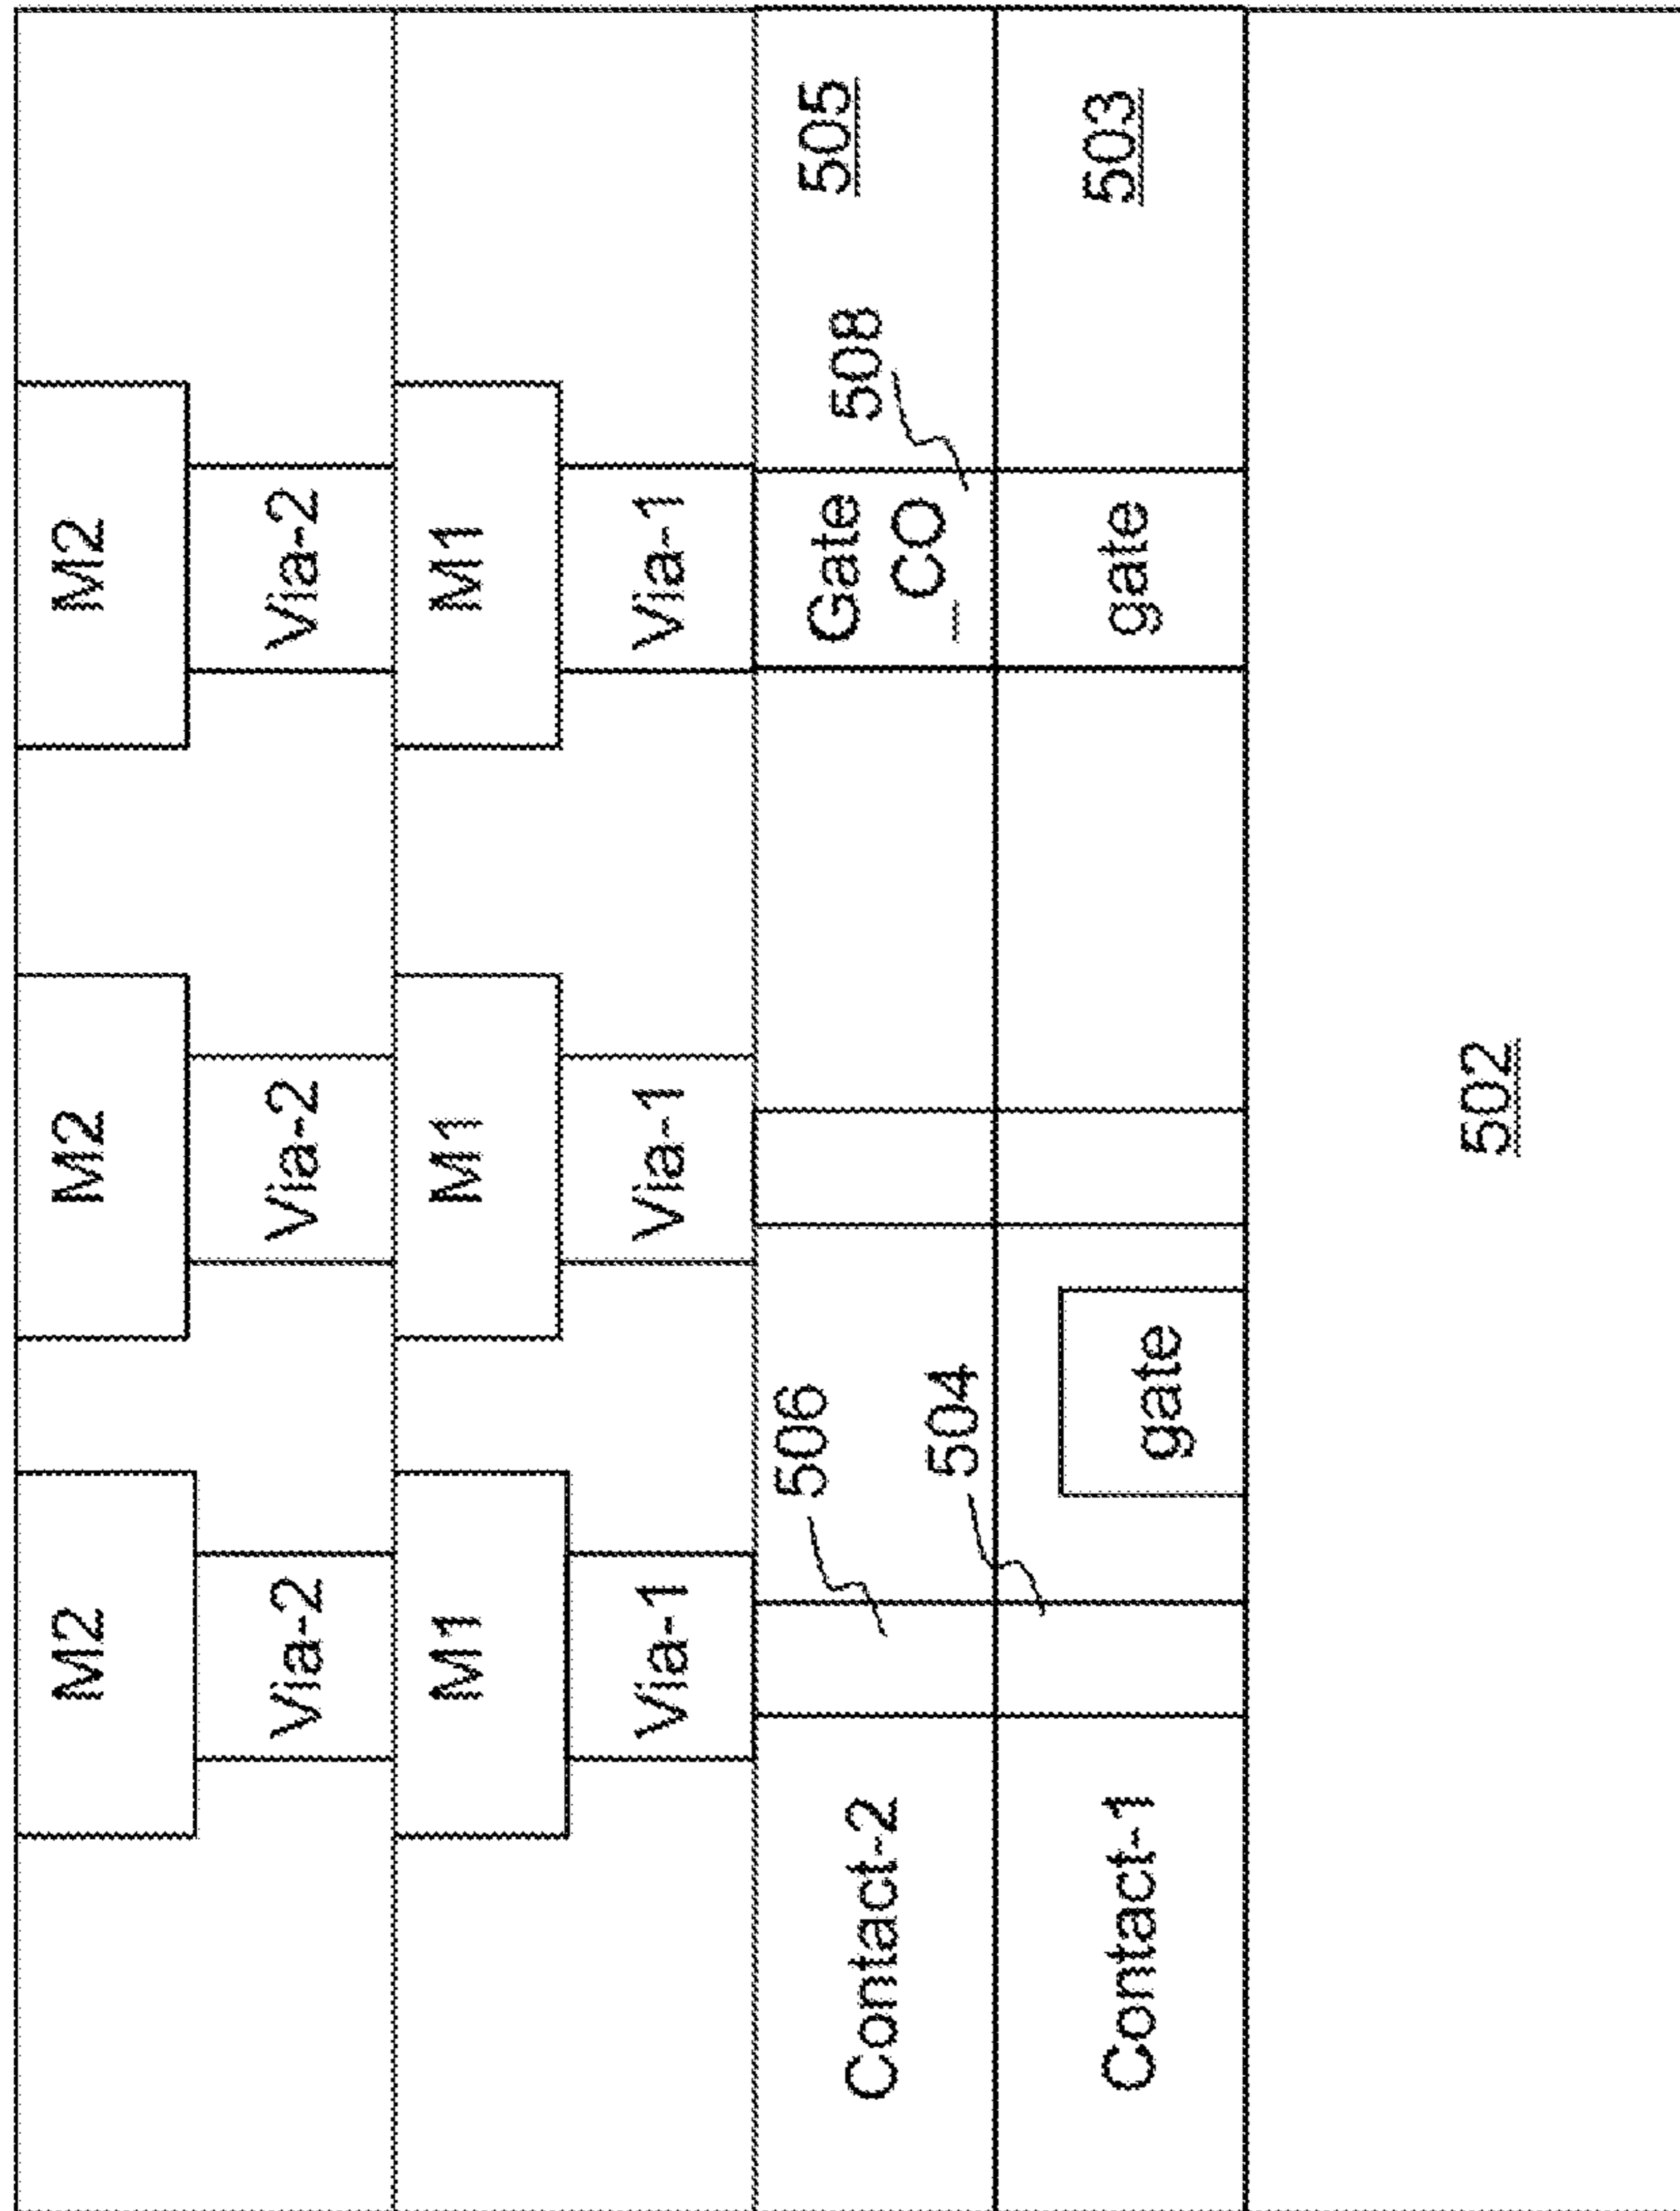 M2
M2
M2
Via-2
Via-2
Via-2
M1
M1
M1
Via-1
Via-1
Via-1
Contact-2
506
Gate
_CO
508
505
504
Contact-1
gate
gate
503
502